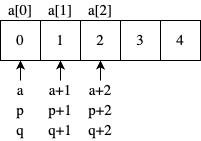 a[0] a[1] a[2]
0 1 2 3 4
a a+1 a+2
p p+1 p+2
q q+1 q+2